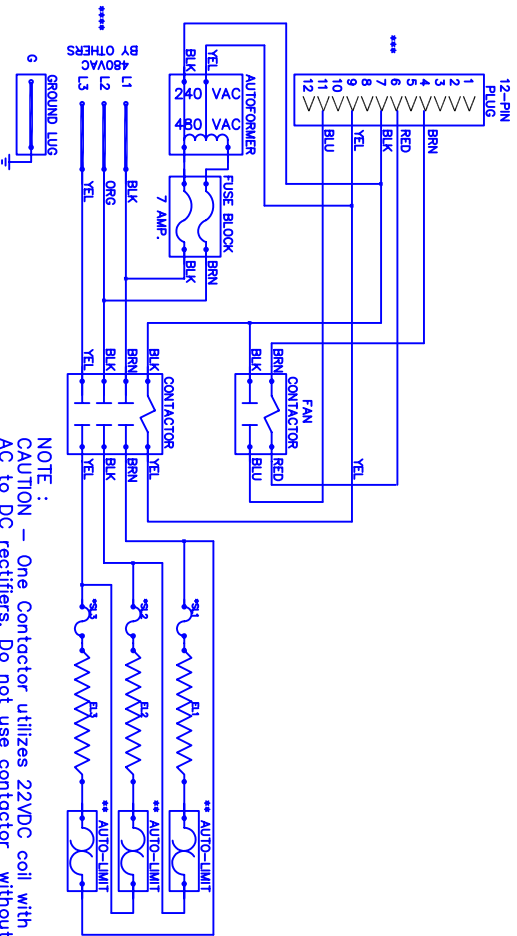 12-PIN
PLUG
1
2
3
4
5
6
7
8
9
10
11
12
***
BRN
RED
BLK
YEL
BLU
AUTOFORMER
YEL
BLK
240 VAC
480 VAC
FUSE BLOCK
7 AMP.
BRN
BLK
****
480VAC
BY OTHERS
L1
L2
L3
BLK
ORG
YEL
G
GROUND LUG
FAN
CONTACTOR
BRN
BLK
RED
BLU
YEL
CONTACTOR
BLK
BRN
BLK
YEL
YEL
BRN
BLK
YEL
*SL1
EL1
** AUTO-LIMIT
*SL2
EL2
** AUTO-LIMIT
*SL3
EL3
** AUTO-LIMIT
NOTE :
CAUTION - One Contactor utilizes 22VDC coil with
AC to DC rectifiers. Do not use contactor without